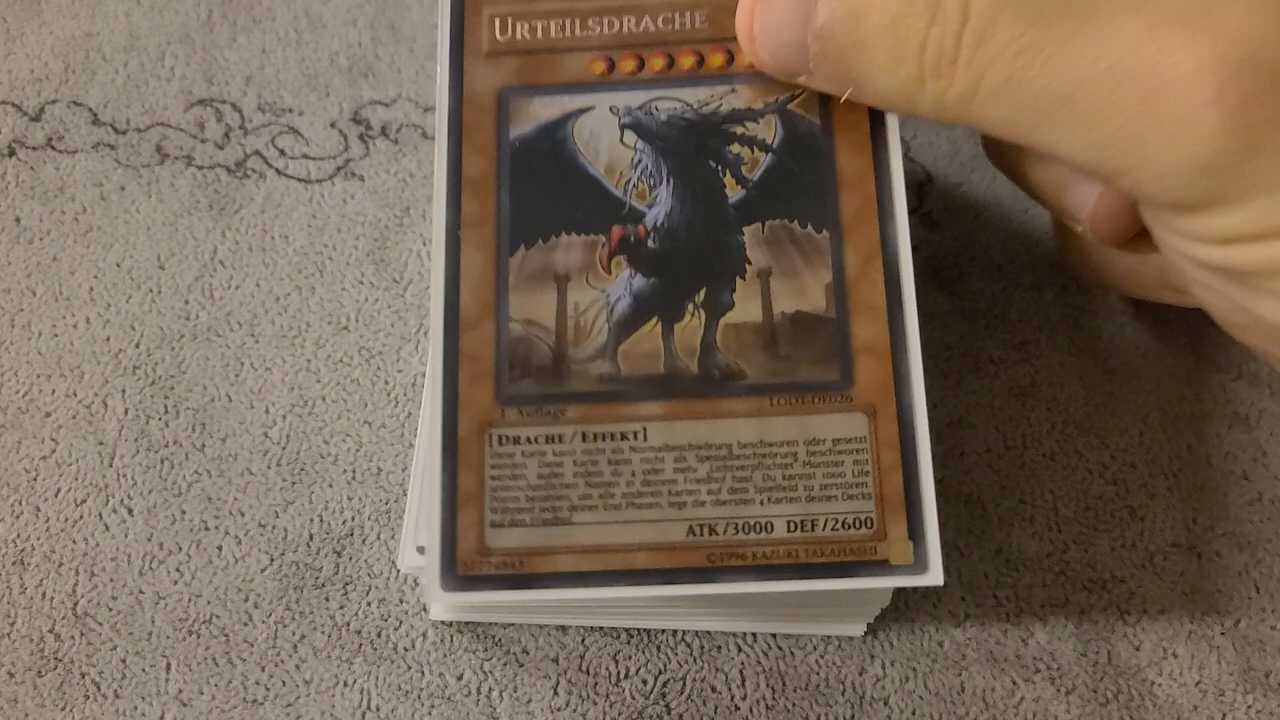 URTEILSDRACHE
1. Auflage
LODT-DE026
[DRACHE/EFFEKT]
Diese Karte kann nicht als Normalbeschwörung beschworen oder gesetzt
werden. Diese Karte kann nicht als Spezialbeschwörung beschworen
werden, außer indem du 4 oder mehr „Lichtverpflichtet"-Monster mit
unterschiedlichen Namen in deinem Friedhof hast. Du kannst 1000 Life
Points bezahlen, um alle anderen Karten auf dem Spielfeld zu zerstören.
Während jeder deiner End Phasen, lege die obersten 4 Karten deines Decks
auf den Friedhof.
ATK/3000 DEF/2600
©1996 KAZUKI TAKAHASHI